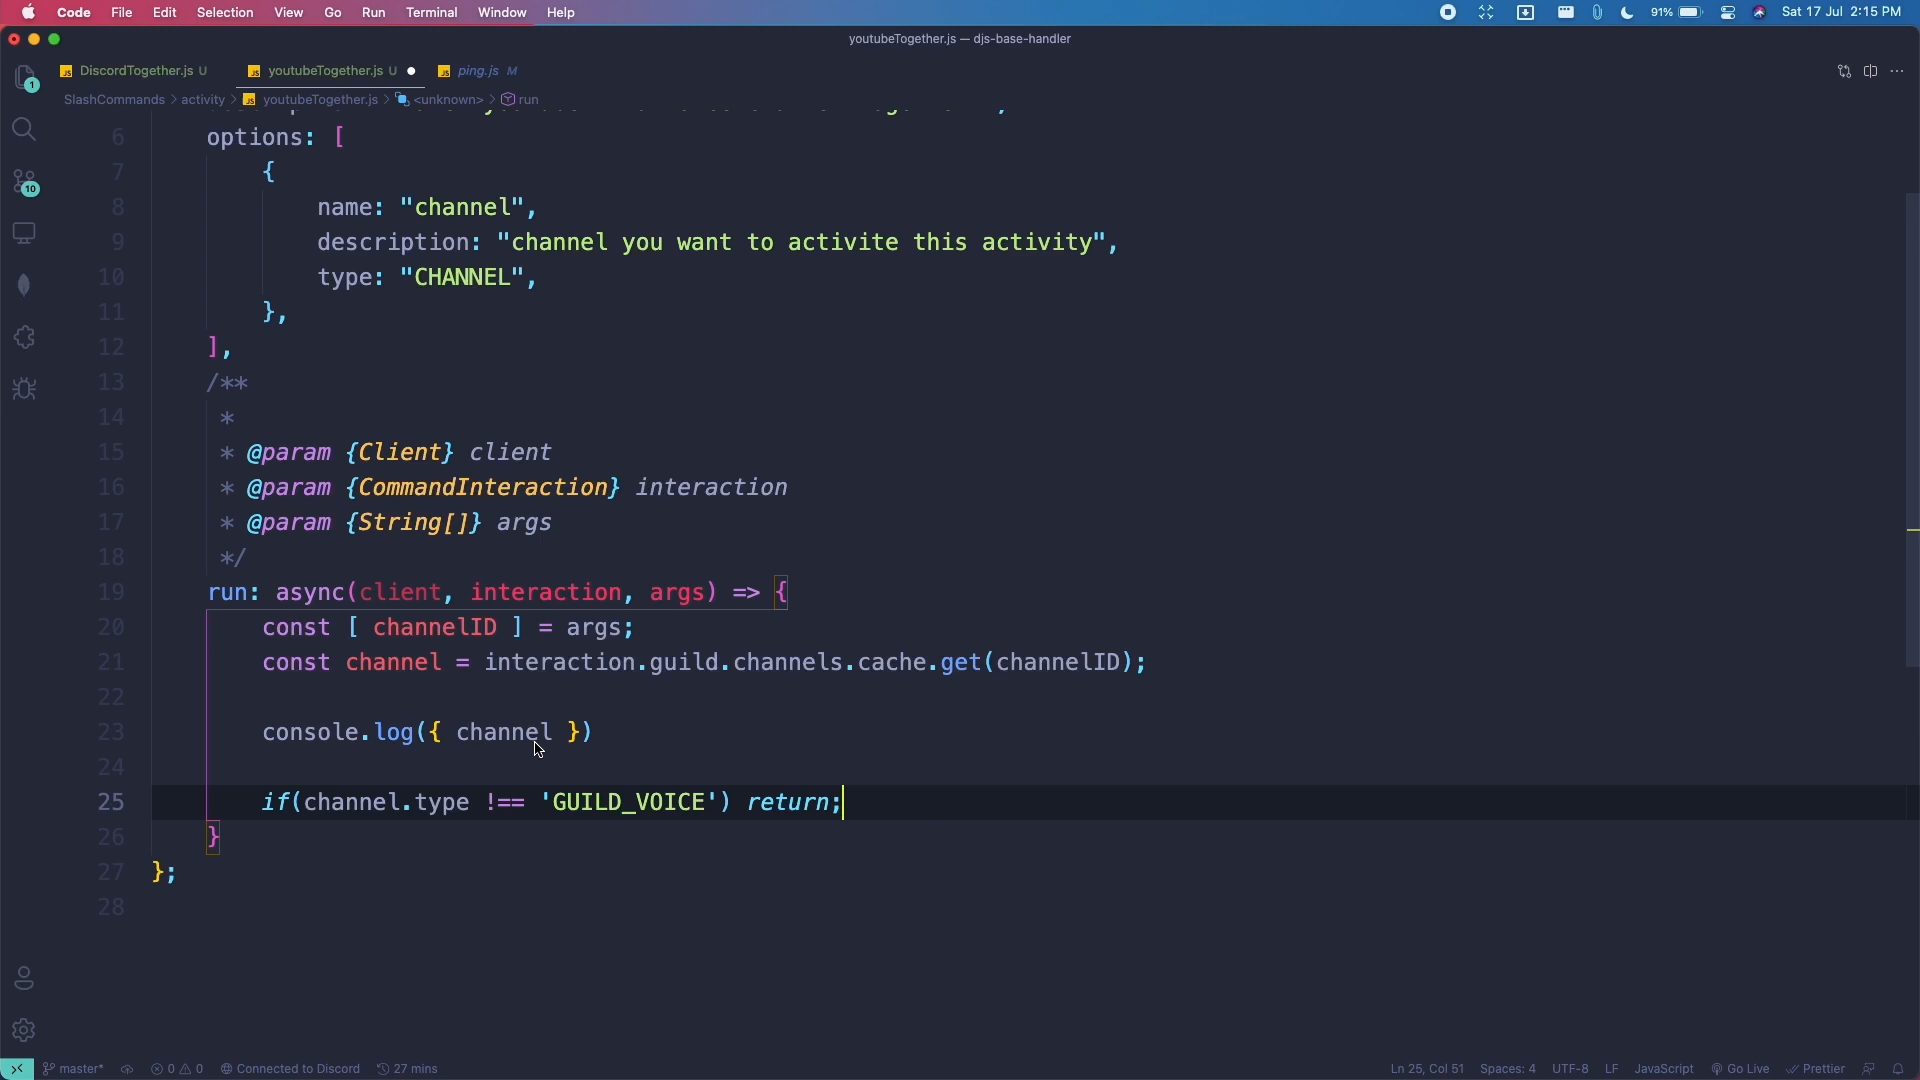 Code File Edit Selection View Go Run Terminal Window Help 91% Sat 17 Jul 2:15 PM
youtubeTogether.js — djs-base-handler
DiscordTogether.js U youtubeTogether.js U ping.js M
SlashCommands > activity > youtubeTogether.js > <unknown> > run
6 options: [
7 {
8 name: "channel",
9 description: "channel you want to activite this activity",
10 type: "CHANNEL",
11 },
12 ],
13 /**
14 *
15 * @param {Client} client
16 * @param {CommandInteraction} interaction
17 * @param {String[]} args
18 */
19 run: async(client, interaction, args) => {
20 const [ channelID ] = args;
21 const channel = interaction.guild.channels.cache.get(channelID);
22
23 console.log({ channel })
24
25 if(channel.type !== 'GUILD_VOICE') return;
26 }
27 };
28
1
10
master* 0 0 Connected to Discord 27 mins Ln 25, Col 51 Spaces: 4 UTF-8 LF JavaScript Go Live Prettier